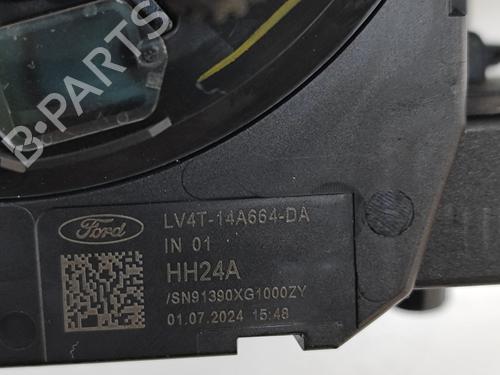 B-PARTS
Ford
LV4T-14A664-DA
IN 01
HH24A
/SN91390XG1000ZY
01.07.2024 15:48